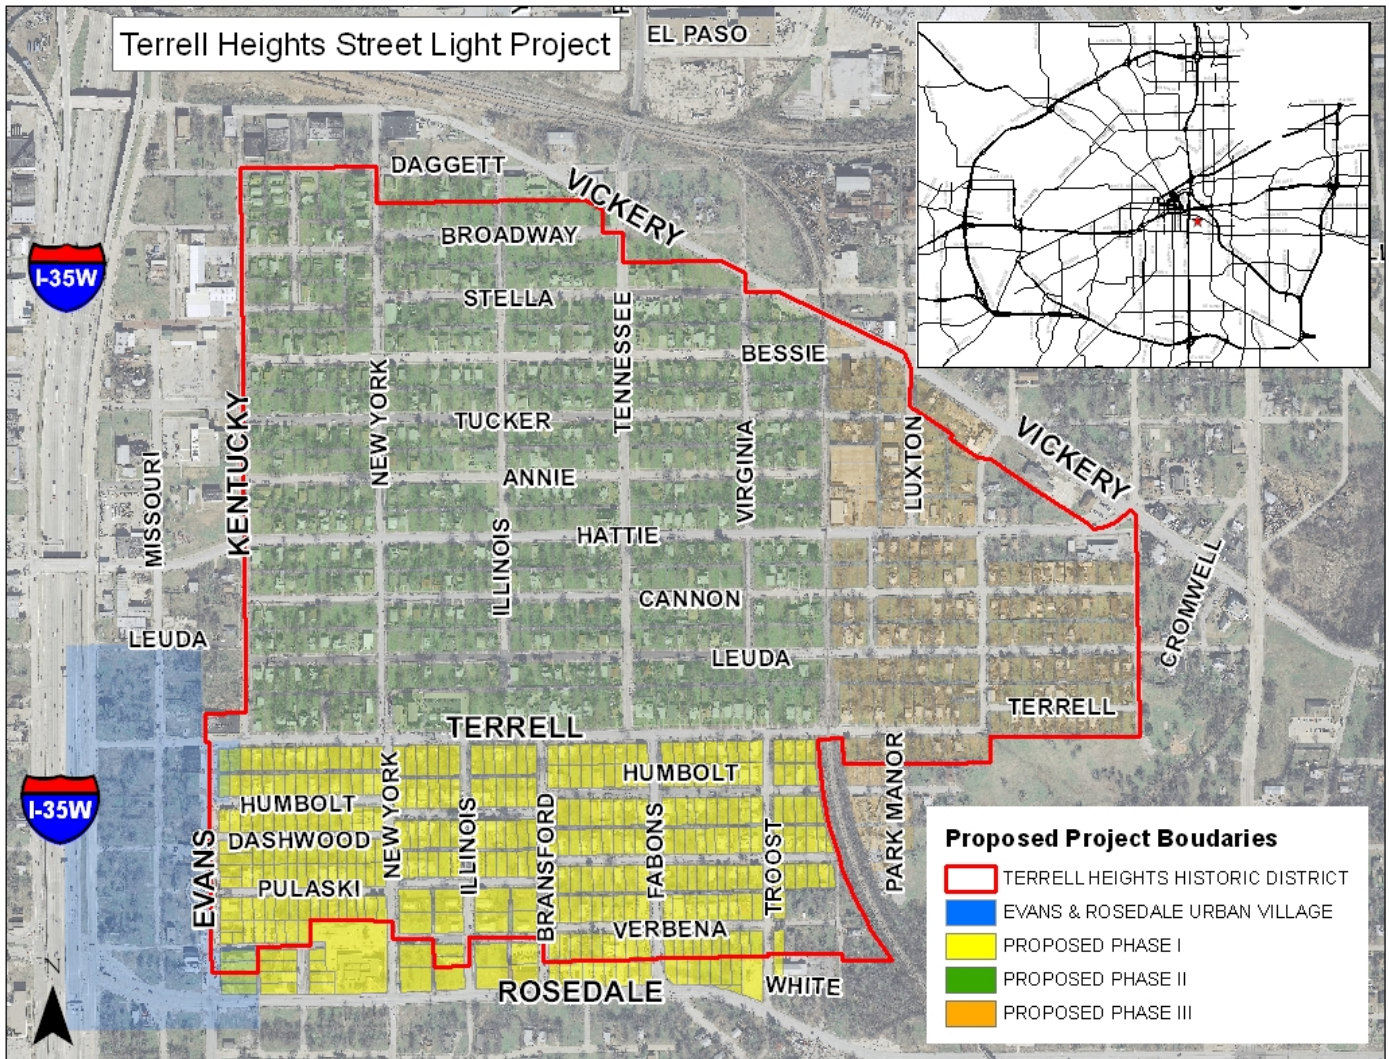 Terrell Heights Street Light Project
EL PASO
DAGGETT
VICKERY
BROADWAY
I-35W
STELLA
TENNESSEE
BESSIE
NEW YORK
TUCKER
KENTUCKY
VICKERY
LUXTON
VIRGINIA
MISSOURI
ANNIE
ILLINOIS
HATTIE
CROMWELL
CANNON
LEUDA
LEUDA
TERRELL
TERRELL
I-35W
HUMBOLT
PARK MANOR
NEW YORK
HUMBOLT
ILLINOIS
BRANSFORD
FABONS
TROOST
DASHWOOD
EVANS
PULASKI
VERBENA
WHITE
ROSEDALE
N
Proposed Project Boudaries
TERRELL HEIGHTS HISTORIC DISTRICT
EVANS & ROSEDALE URBAN VILLAGE
PROPOSED PHASE I
PROPOSED PHASE II
PROPOSED PHASE III